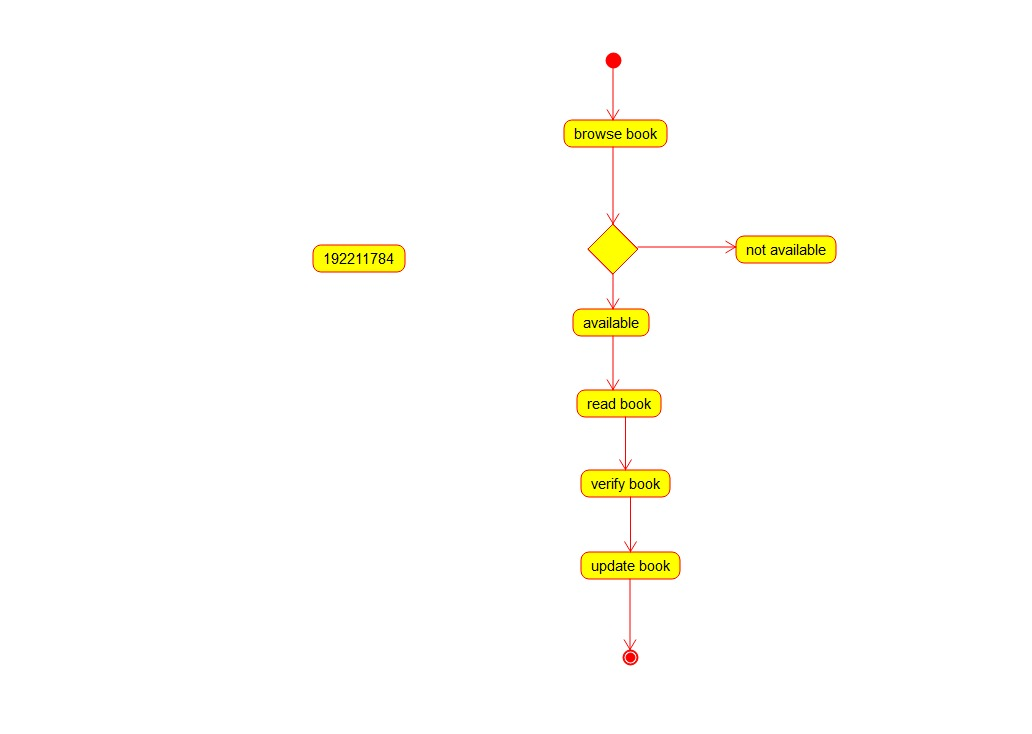 browse book
not available
192211784
available
read book
verify book
update book